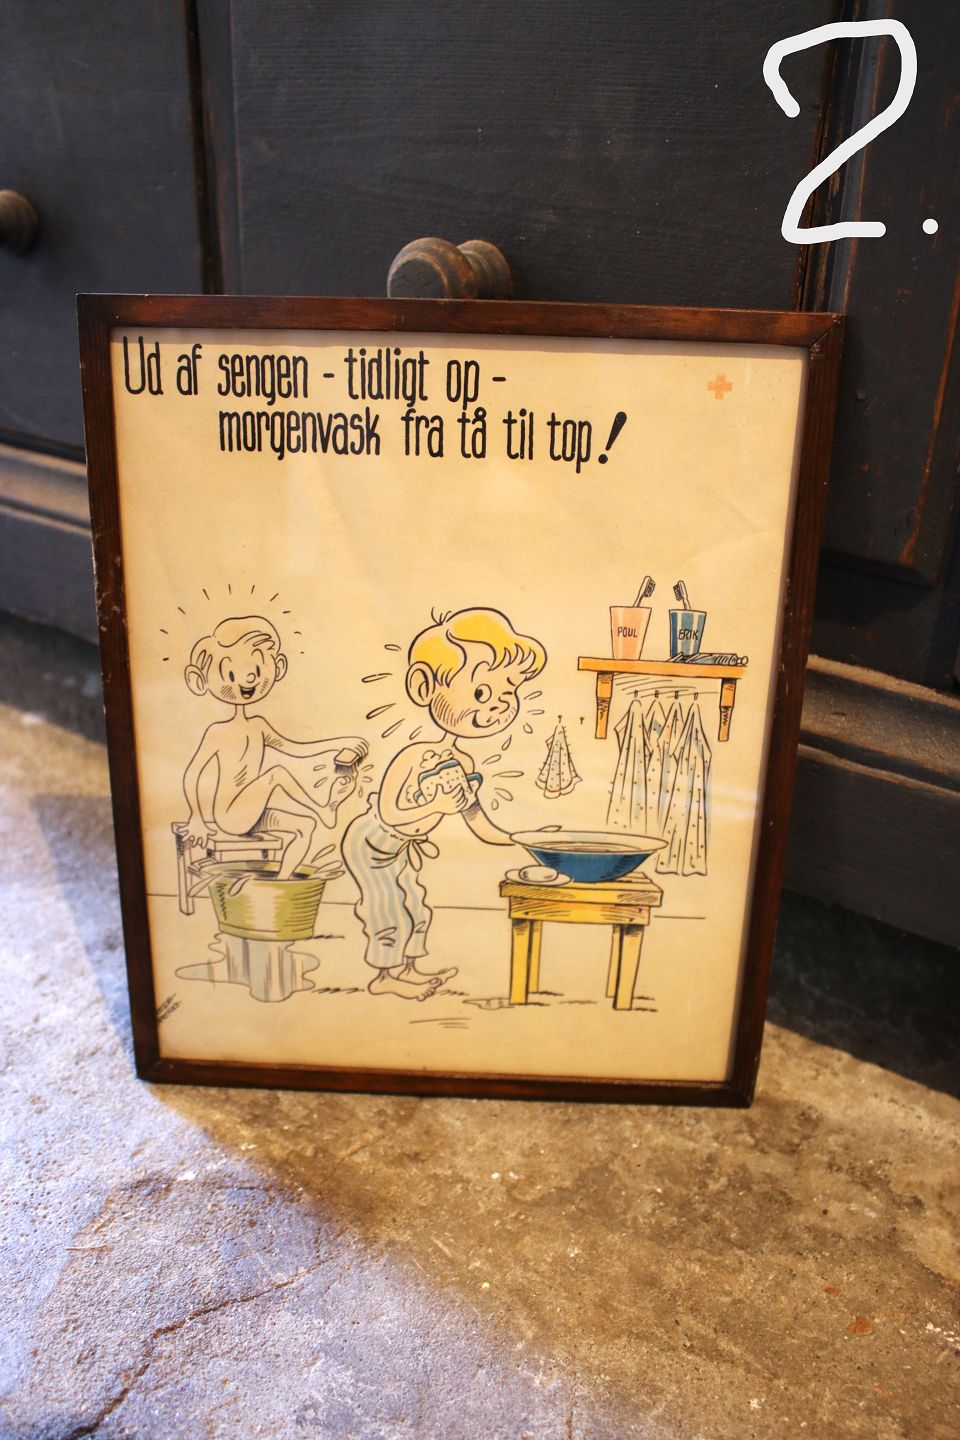 2.
Ud af sengen - tidligt op -
morgenvask fra tå til top!
POUL
ERIK